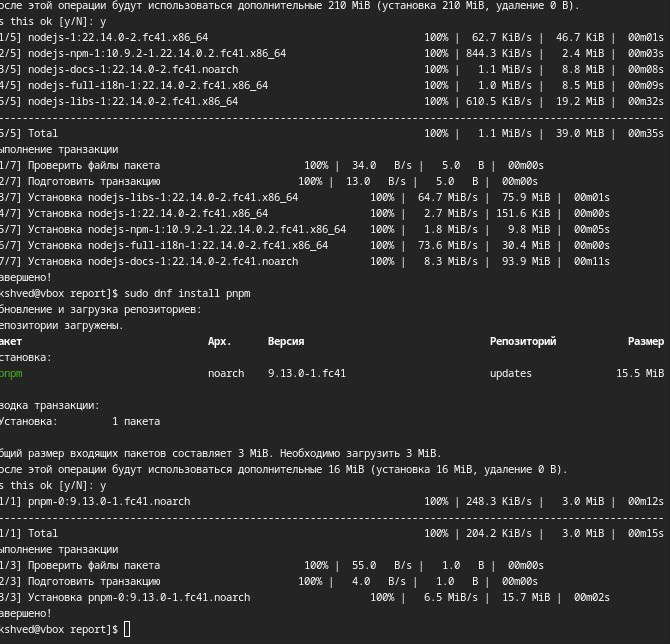 осле этой операции будут использоваться дополнительные 210 MiB (установка 210 MiB, удаление 0 B).
s this ok [y/N]: y
1/5] nodejs-1:22.14.0-2.fc41.x86_64 100% | 62.7 KiB/s | 46.7 KiB | 00m01s
2/5] nodejs-npm-1:10.9.2-1.22.14.0.2.fc41.x86_64 100% | 844.3 KiB/s | 2.4 MiB | 00m03s
3/5] nodejs-docs-1:22.14.0-2.fc41.noarch 100% | 1.1 MiB/s | 8.8 MiB | 00m08s
4/5] nodejs-full-i18n-1:22.14.0-2.fc41.x86_64 100% | 1.0 MiB/s | 8.5 MiB | 00m09s
5/5] nodejs-libs-1:22.14.0-2.fc41.x86_64 100% | 610.5 KiB/s | 19.2 MiB | 00m32s
5/5] Total 100% | 1.1 MiB/s | 39.0 MiB | 00m35s
ыполнение транзакции
1/7] Проверить файлы пакета 100% | 34.0 B/s | 5.0 B | 00m00s
2/7] Подготовить транзакцию 100% | 13.0 B/s | 5.0 B | 00m00s
3/7] Установка nodejs-libs-1:22.14.0-2.fc41.x86_64 100% | 64.7 MiB/s | 75.9 MiB | 00m01s
4/7] Установка nodejs-1:22.14.0-2.fc41.x86_64 100% | 2.7 MiB/s | 151.6 KiB | 00m00s
5/7] Установка nodejs-npm-1:10.9.2-1.22.14.0.2.fc41.x86_64 100% | 1.8 MiB/s | 9.8 MiB | 00m05s
6/7] Установка nodejs-full-i18n-1:22.14.0-2.fc41.x86_64 100% | 73.6 MiB/s | 30.4 MiB | 00m00s
7/7] Установка nodejs-docs-1:22.14.0-2.fc41.noarch 100% | 8.3 MiB/s | 93.9 MiB | 00m11s
авершено!
kshved@vbox report]$ sudo dnf install pnpm
бновление и загрузка репозиториев:
епозитории загружены.
акет Арх. Версия Репозиторий Размер
становка:
pnpm noarch 9.13.0-1.fc41 updates 15.5 MiB
водка транзакции:
Установка: 1 пакета
бщий размер входящих пакетов составляет 3 MiB. Необходимо загрузить 3 MiB.
осле этой операции будут использоваться дополнительные 16 MiB (установка 16 MiB, удаление 0 B).
s this ok [y/N]: y
1/1] pnpm-0:9.13.0-1.fc41.noarch 100% | 248.3 KiB/s | 3.0 MiB | 00m12s
1/1] Total 100% | 204.2 KiB/s | 3.0 MiB | 00m15s
ыполнение транзакции
1/3] Проверить файлы пакета 100% | 55.0 B/s | 1.0 B | 00m00s
2/3] Подготовить транзакцию 100% | 4.0 B/s | 1.0 B | 00m00s
3/3] Установка pnpm-0:9.13.0-1.fc41.noarch 100% | 6.5 MiB/s | 15.7 MiB | 00m02s
авершено!
kshved@vbox report]$